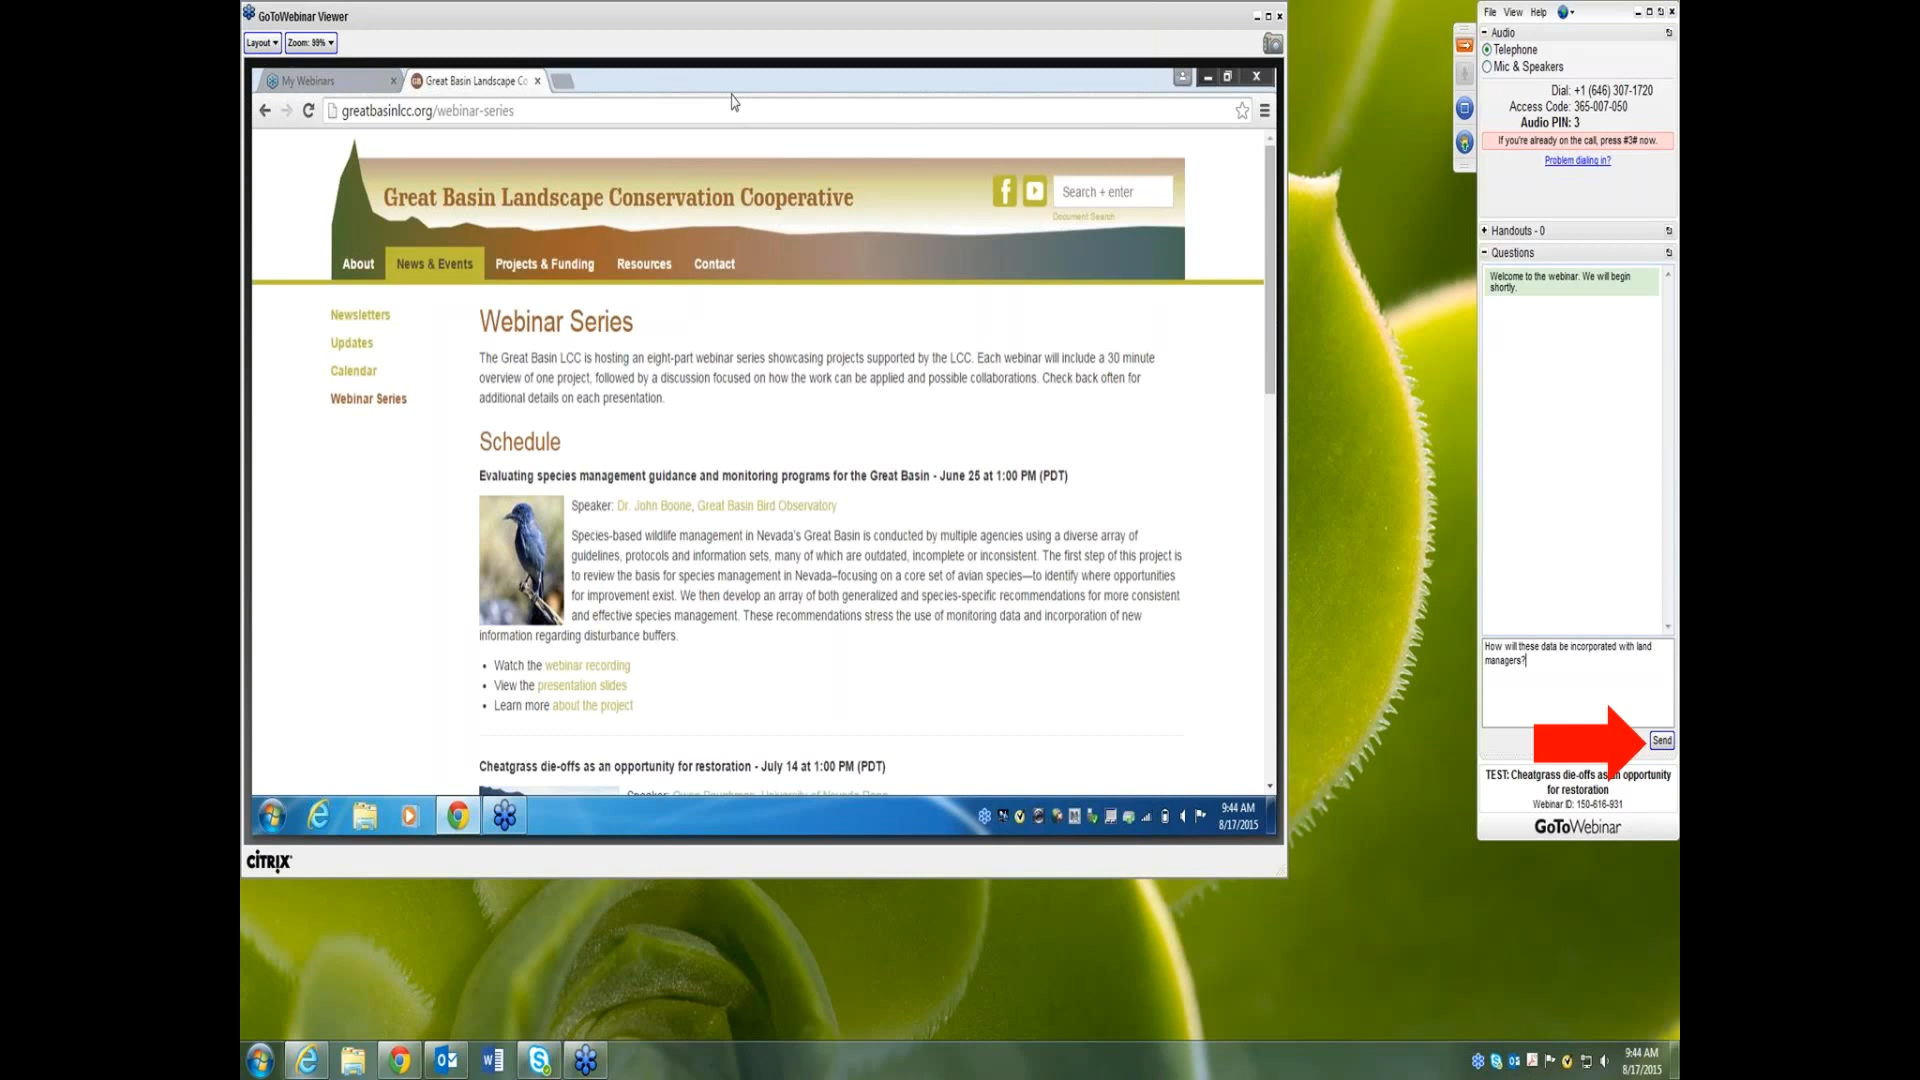 GoToWebinar Viewer
Layout Zoom: 99%
My Webinars
Great Basin Landscape Co
greatbasinlcc.org/webinar-series
Great Basin Landscape Conservation Cooperative
Search + enter
Document Search
About News & Events Projects & Funding Resources Contact
Newsletters
Updates
Calendar
Webinar Series
Webinar Series
The Great Basin LCC is hosting an eight-part webinar series showcasing projects supported by the LCC. Each webinar will include a 30 minute
overview of one project, followed by a discussion focused on how the work can be applied and possible collaborations. Check back often for
additional details on each presentation.
Schedule
Evaluating species management guidance and monitoring programs for the Great Basin - June 25 at 1:00 PM (PDT)
Speaker: Dr. John Boone, Great Basin Bird Observatory
Species-based wildlife management in Nevada's Great Basin is conducted by multiple agencies using a diverse array of
guidelines, protocols and information sets, many of which are outdated, incomplete or inconsistent. The first step of this project is
to review the basis for species management in Nevada–focusing on a core set of avian species—to identify where opportunities
for improvement exist. We then develop an array of both generalized and species-specific recommendations for more consistent
and effective species management. These recommendations stress the use of monitoring data and incorporation of new
information regarding disturbance buffers.
• Watch the webinar recording
• View the presentation slides
• Learn more about the project
Cheatgrass die-offs as an opportunity for restoration - July 14 at 1:00 PM (PDT)
9:44 AM
8/17/2015
CITRIX
File View Help
Audio
Telephone
Mic & Speakers
Dial: +1 (646) 307-1720
Access Code: 365-007-050
Audio PIN: 3
If you're already on the call, press #3# now.
Problem dialing in?
Handouts - 0
Questions
Welcome to the webinar. We will begin
shortly.
How will these data be incorporated with land
managers?
Send
TEST: Cheatgrass die-offs as an opportunity
for restoration
Webinar ID: 150-616-931
GoToWebinar
9:44 AM
8/17/2015